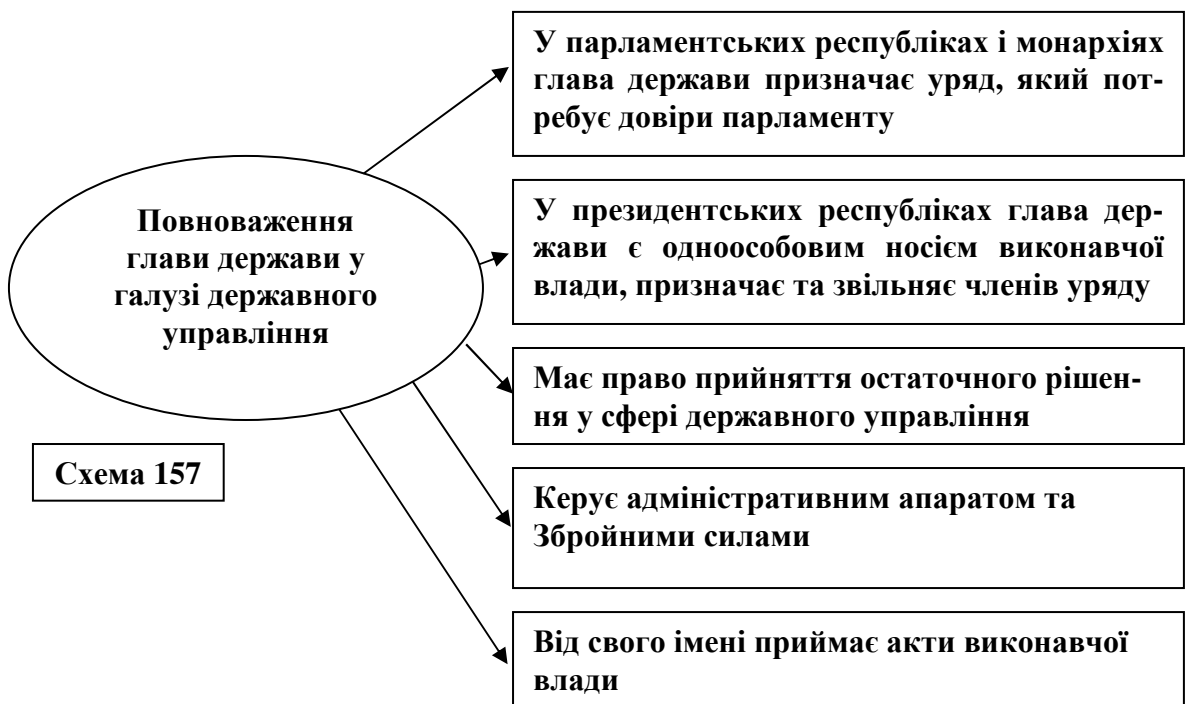 У парламентських республіках і монархіях
глава держави призначає уряд, який пот-
ребує довіри парламенту
Повноваження
глави держави у
галузі державного
управління
У президентських республіках глава дер-
жави є одноособовим носієм виконавчої
влади, призначає та звільняє членів уряду
Має право прийняття остаточного рішен-
ня у сфері державного управління
Схема 157
Керує адміністративним апаратом та
Збройними силами
Від свого імені приймає акти виконавчої
влади